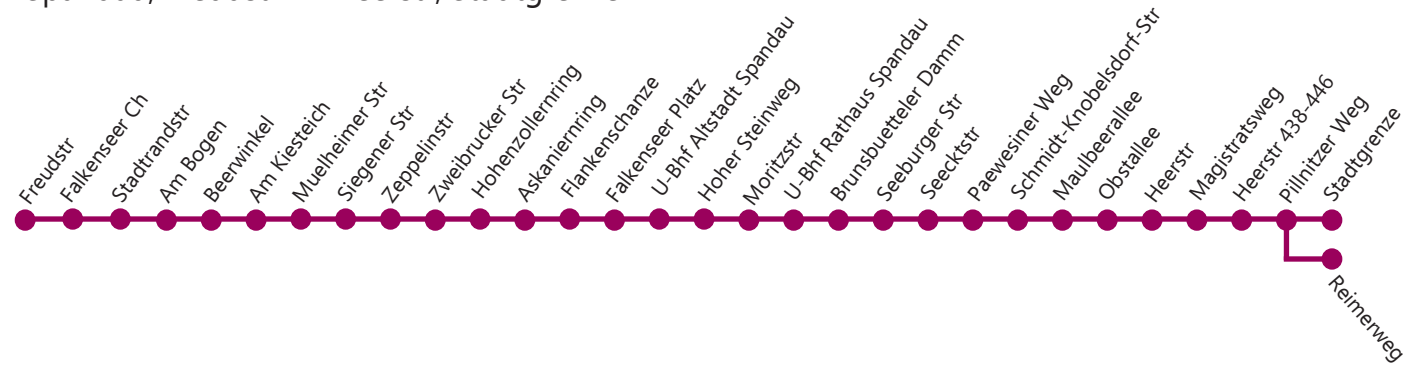 Freudstr
Falkenseer Ch
Stadtrandstr
Am Bogen
Beerwinkel
Am Kiesteich
Muelheimer Str
Siegener Str
Zeppelinstr
Zweibrucker Str
Hohenzollernring
Askaniernring
Flankenschanze
Falkenseer Platz
U-Bhf Altstadt Spandau
Hoher Steinweg
Moritzstr
U-Bhf Rathaus Spandau
Brunsbuetteler Damm
Seeburger Str
Seecktstr
Paewesiner Weg
Schmidt-Knobelsdorf-Str
Maulbeerallee
Obstallee
Heerstr
Magistratsweg
Heerstr 438-446
Pillnitzer Weg
Stadtgrenze
Reimerweg